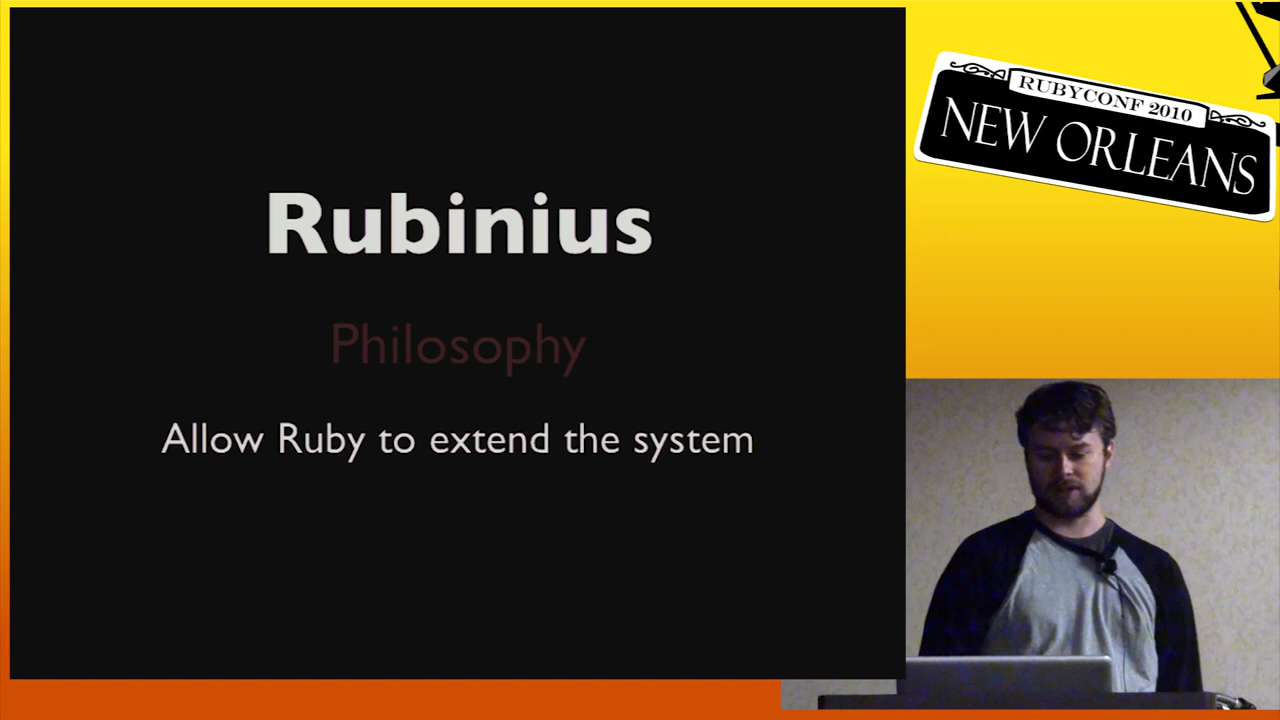 Rubinius
Philosophy
Allow Ruby to extend the system
RUBYCONF 2010
NEW ORLEANS